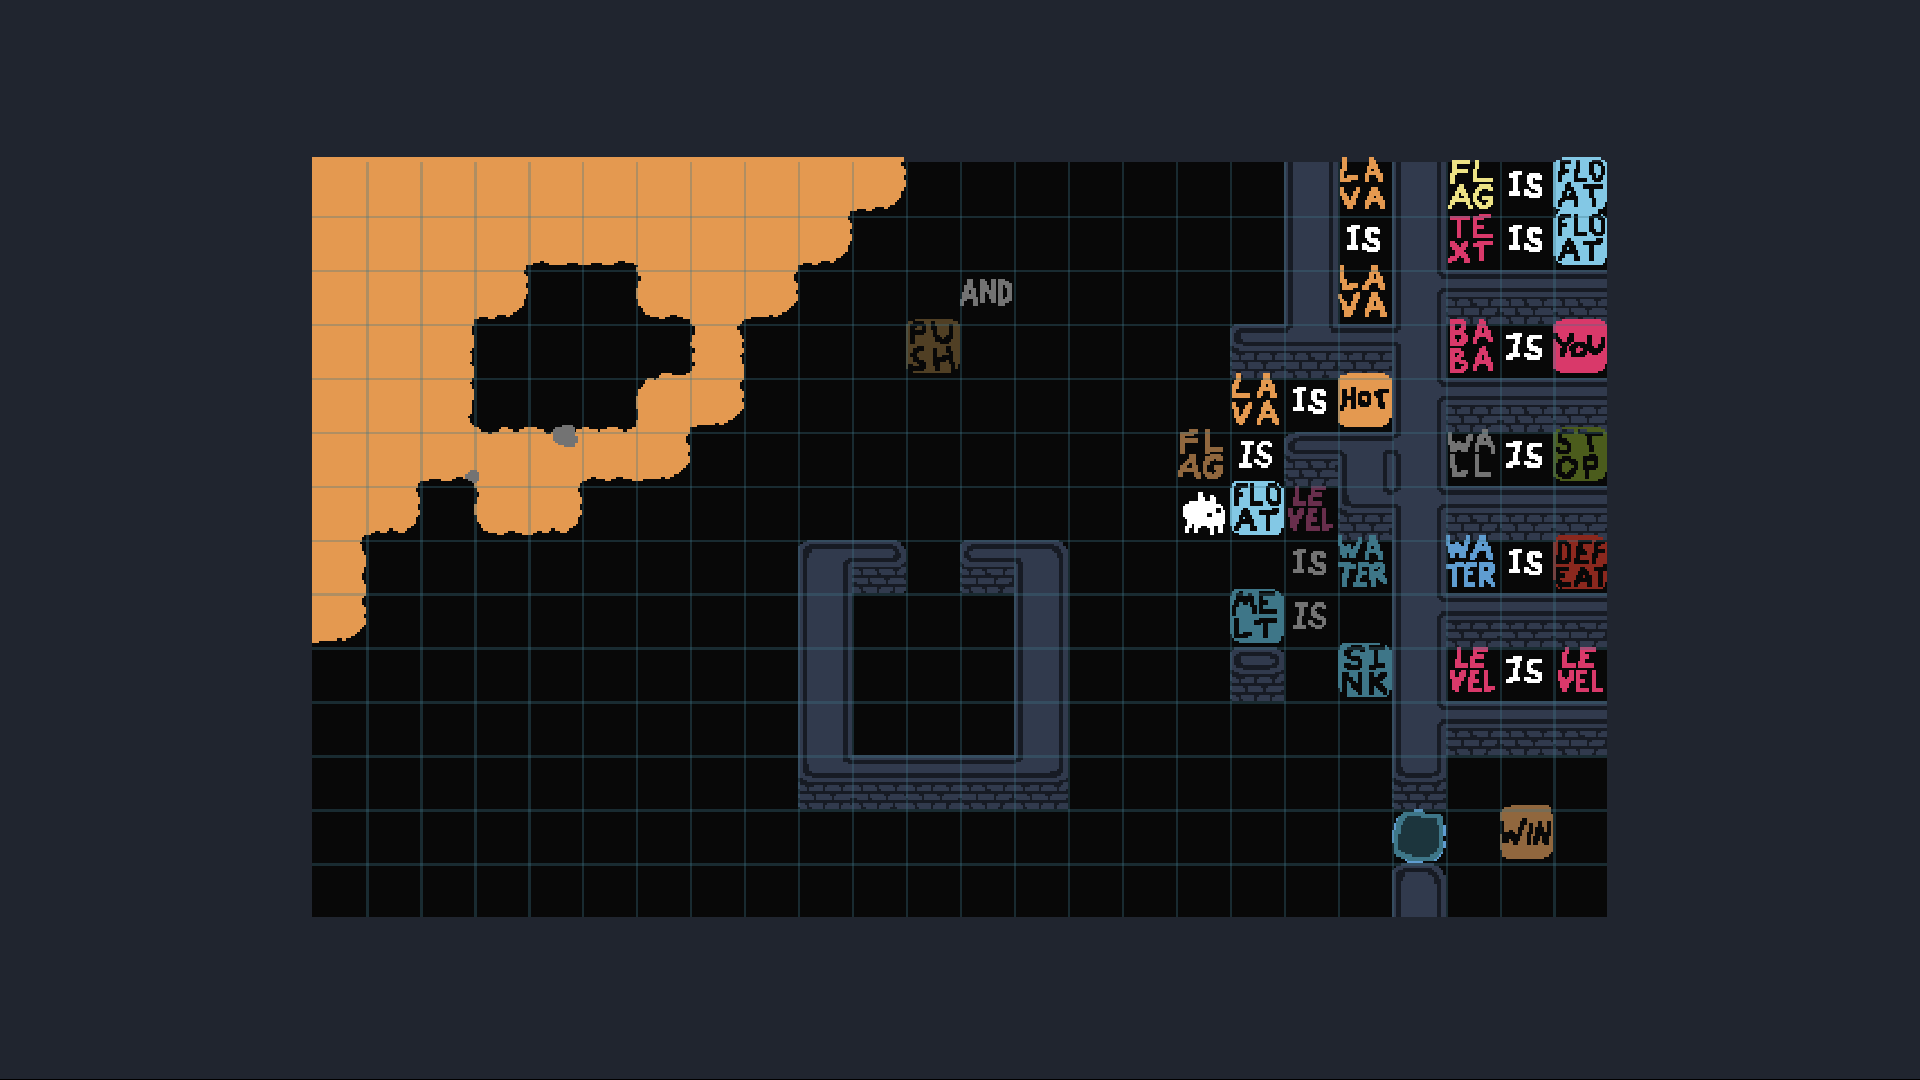 LAVA FLAG IS FLOAT
IS TEXT IS FLOAT
AND LAVA
PUSH BABA IS YOU
LAVA IS HOT
FLAG IS WALL IS STOP
FLOAT LEVEL
IS WATER WATER IS DEFEAT
MELT IS
SINK LEVEL IS LEVEL
WIN